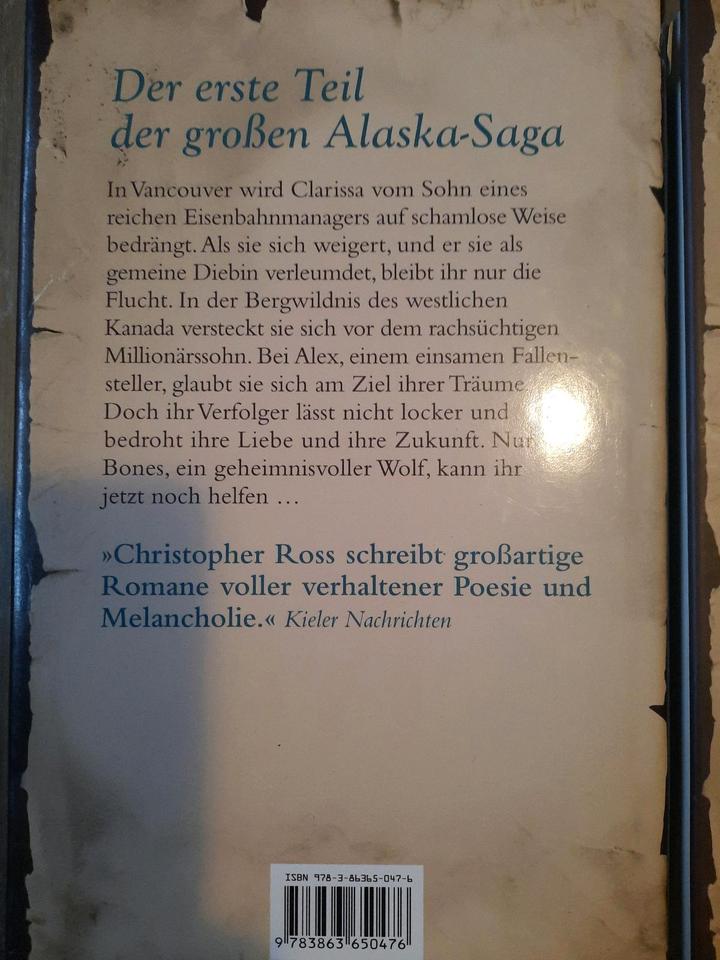 Der erste Teil
der großen Alaska-Saga
In Vancouver wird Clarissa vom Sohn eines
reichen Eisenbahnmanagers auf schamlose Weise
bedrängt. Als sie sich weigert, und er sie als
gemeine Diebin verleumdet, bleibt ihr nur die
Flucht. In der Bergwildnis des westlichen
Kanada versteckt sie sich vor dem rachsüchtigen
Millionärssohn. Bei Alex, einem einsamen Fallen-
steller, glaubt sie sich am Ziel ihrer Träume
Doch ihr Verfolger lässt nicht locker und
bedroht ihre Liebe und ihre Zukunft. Nur
Bones, ein geheimnisvoller Wolf, kann ihr
jetzt noch helfen …
»Christopher Ross schreibt großartige
Romane voller verhaltener Poesie und
Melancholie.« Kieler Nachrichten
ISBN 978-3-86365-047-6
9 783863 650476